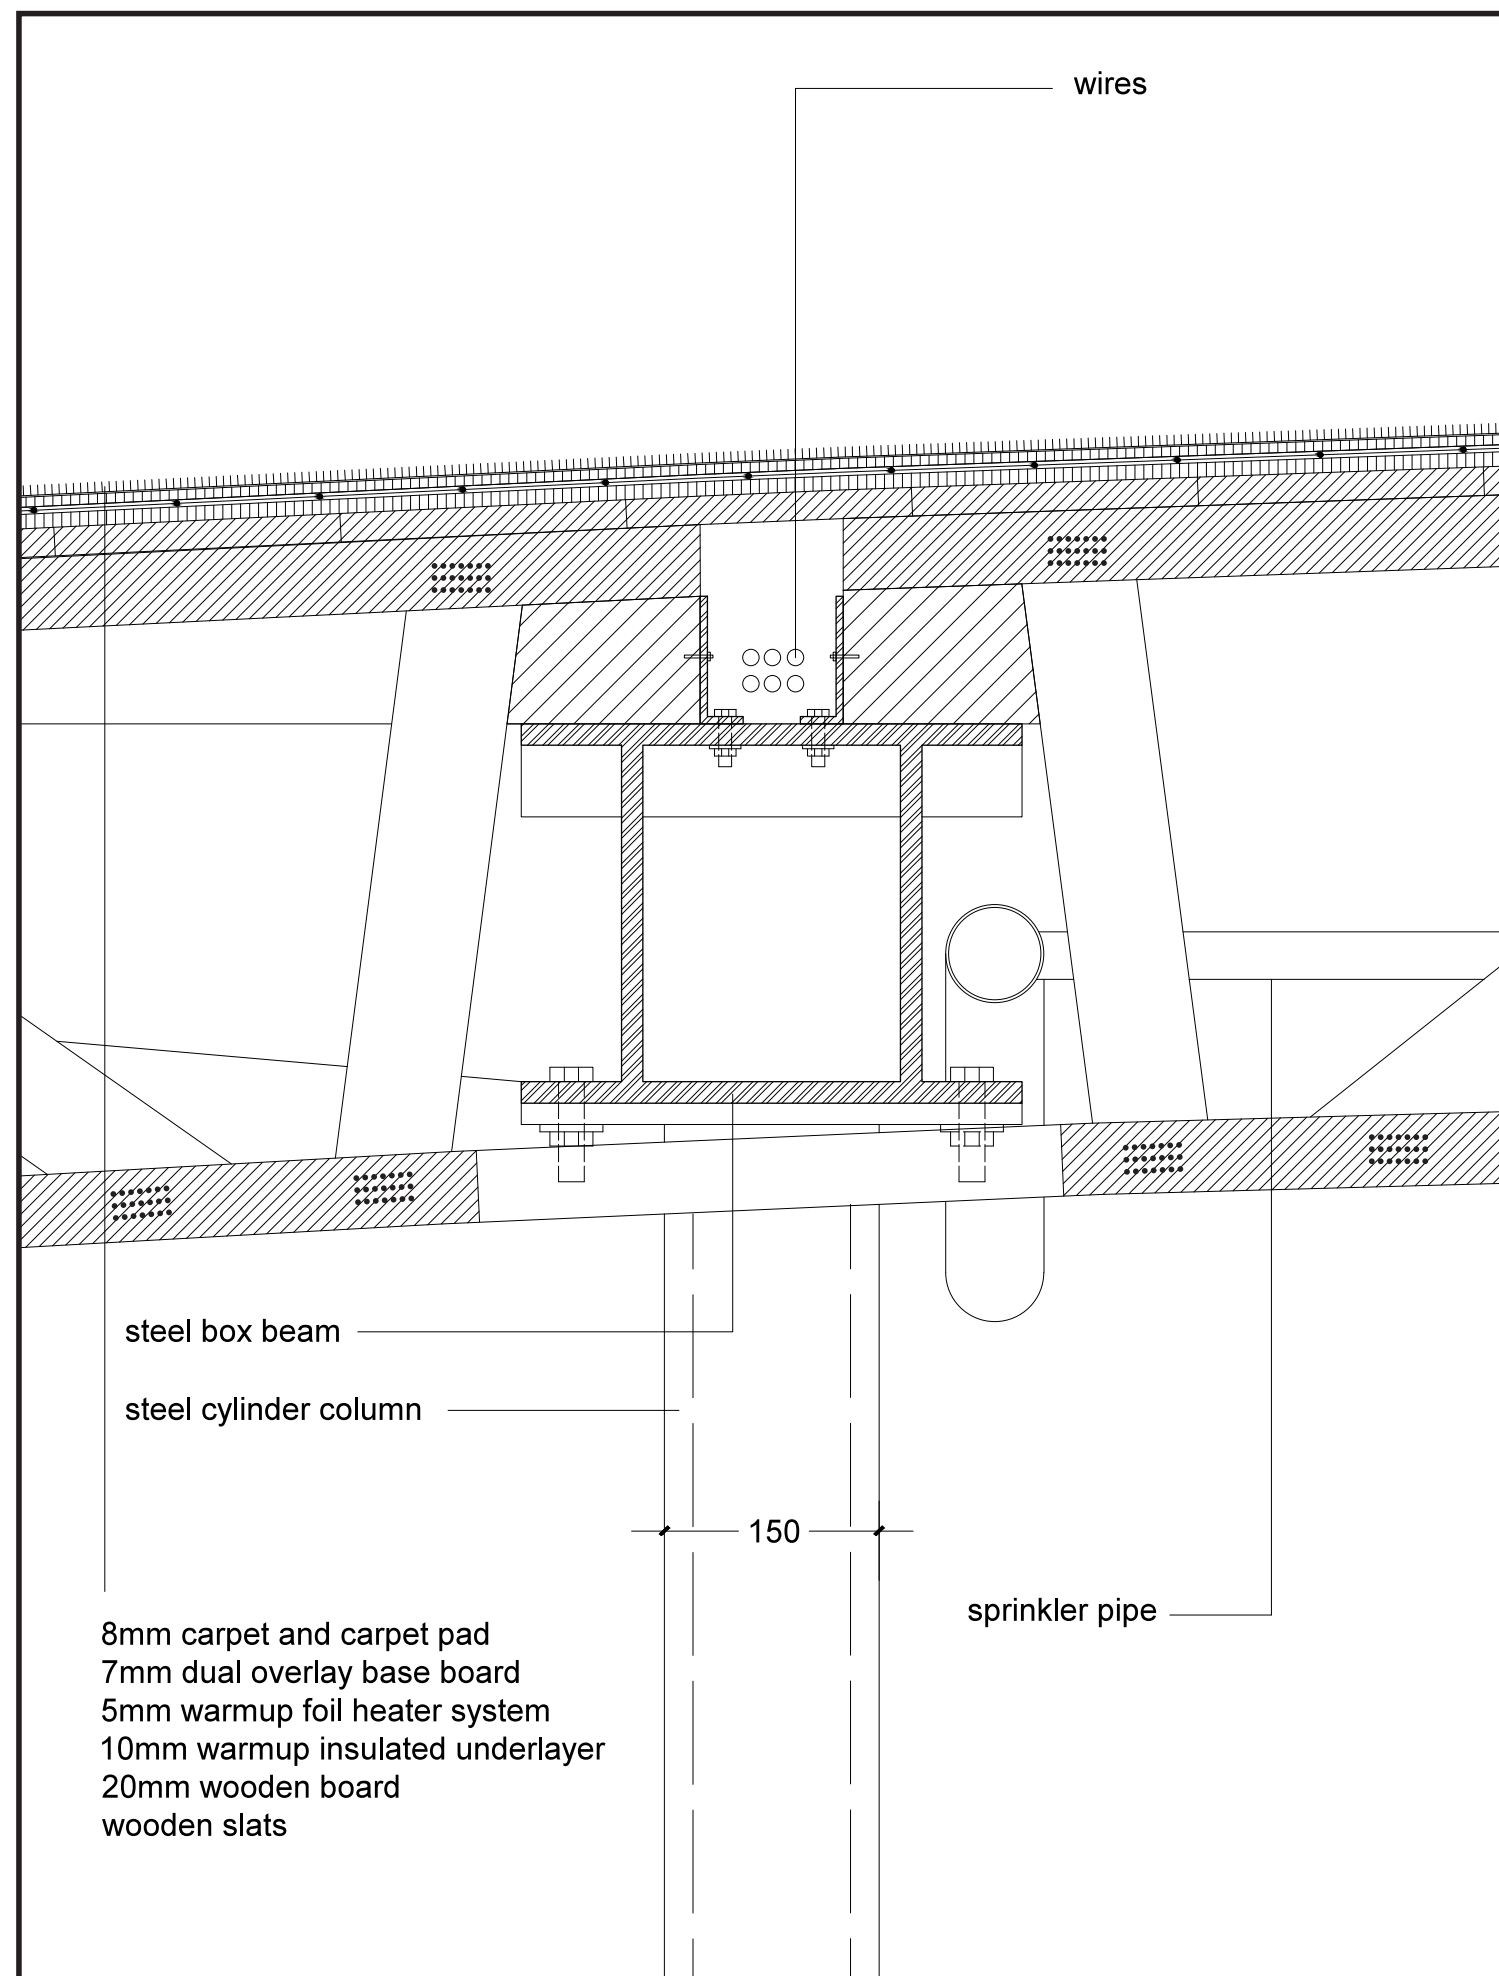 wires
steel box beam
steel cylinder column
150
sprinkler pipe
8mm carpet and carpet pad
7mm dual overlay base board
5mm warmup foil heater system
10mm warmup insulated underlayer
20mm wooden board
wooden slats